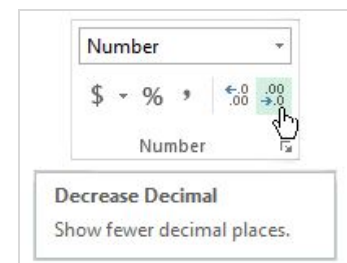 Number
$ % , ←.0 .00 .00 →.0
Number
Decrease Decimal
Show fewer decimal places.